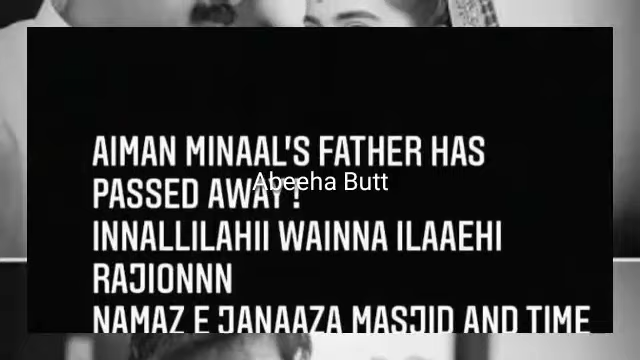 AIMAN MINAAL'S FATHER HAS
PASSED AWAY !
Abeeha Butt
INNALLILAHII WAINNA ILAAEHI
RAJIONNN
NAMAZ E JANAAZA MASJID AND TIME